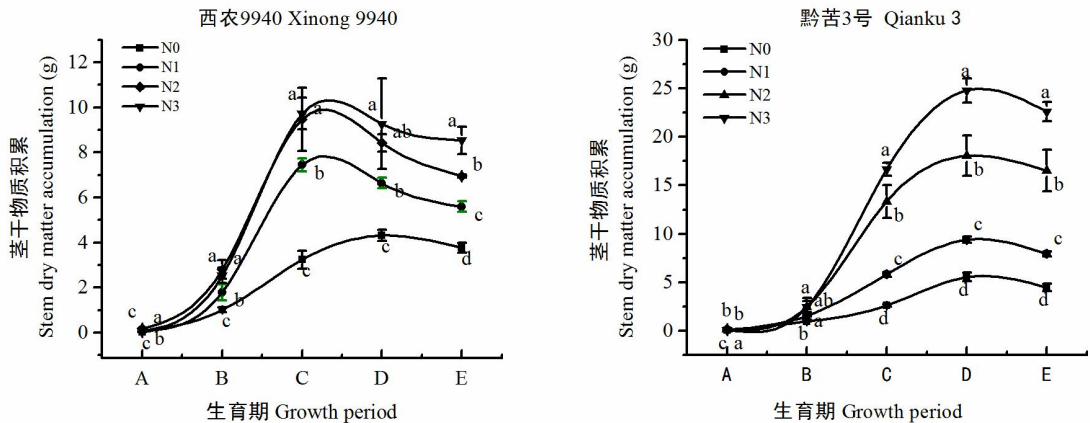 西农9940 Xinong 9940
茎干物质积累
Stem dry matter accumulation (g)
12
10
8
6
4
2
0
N0
N1
N2
N3
c a
c b
a a
b
c
a a
b
c
a ab
b
c
a
b
c
d
A B C D E
生育期 Growth period
黔苦3号 Qianku 3
茎干物质积累
Stem dry matter accumulation (g)
30
25
20
15
10
5
0
N0
N1
N2
N3
b b
c a
a
ab
a
b
a
b
c
d
a
b
c
d
a
b
c
d
A B C D E
生育期 Growth period